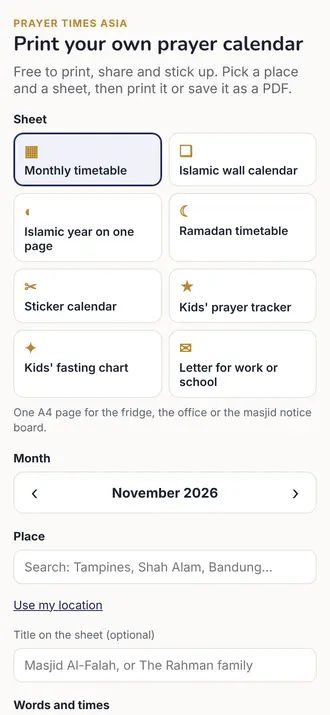 PRAYER TIMES ASIA
Print your own prayer calendar
Free to print, share and stick up. Pick a place
and a sheet, then print it or save it as a PDF.
Sheet
Monthly timetable
Islamic wall calendar
Islamic year on one
page
Ramadan timetable
Sticker calendar
Kids' prayer tracker
Kids' fasting chart
Letter for work or
school
One A4 page for the fridge, the office or the masjid notice
board.
Month
November 2026
Place
Search: Tampines, Shah Alam, Bandung...
Use my location
Title on the sheet (optional)
Masjid Al-Falah, or The Rahman family
Words and times